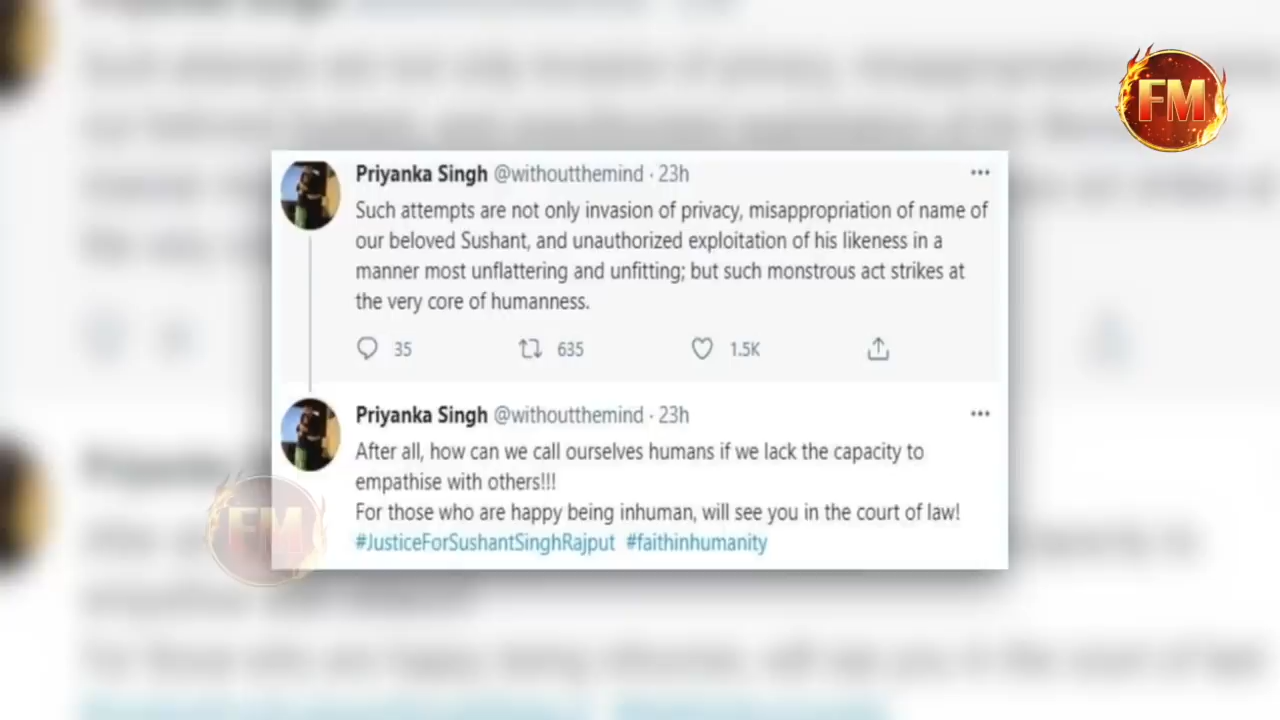 FM
Priyanka Singh @withoutthemind · 23h
Such attempts are not only invasion of privacy, misappropriation of name of
our beloved Sushant, and unauthorized exploitation of his likeness in a
manner most unflattering and unfitting; but such monstrous act strikes at
the very core of humanness.
35 635 1.5K
Priyanka Singh @withoutthemind · 23h
After all, how can we call ourselves humans if we lack the capacity to
empathise with others!!!
For those who are happy being inhuman, will see you in the court of law!
#JusticeForSushantSinghRajput #faithinhumanity
FM